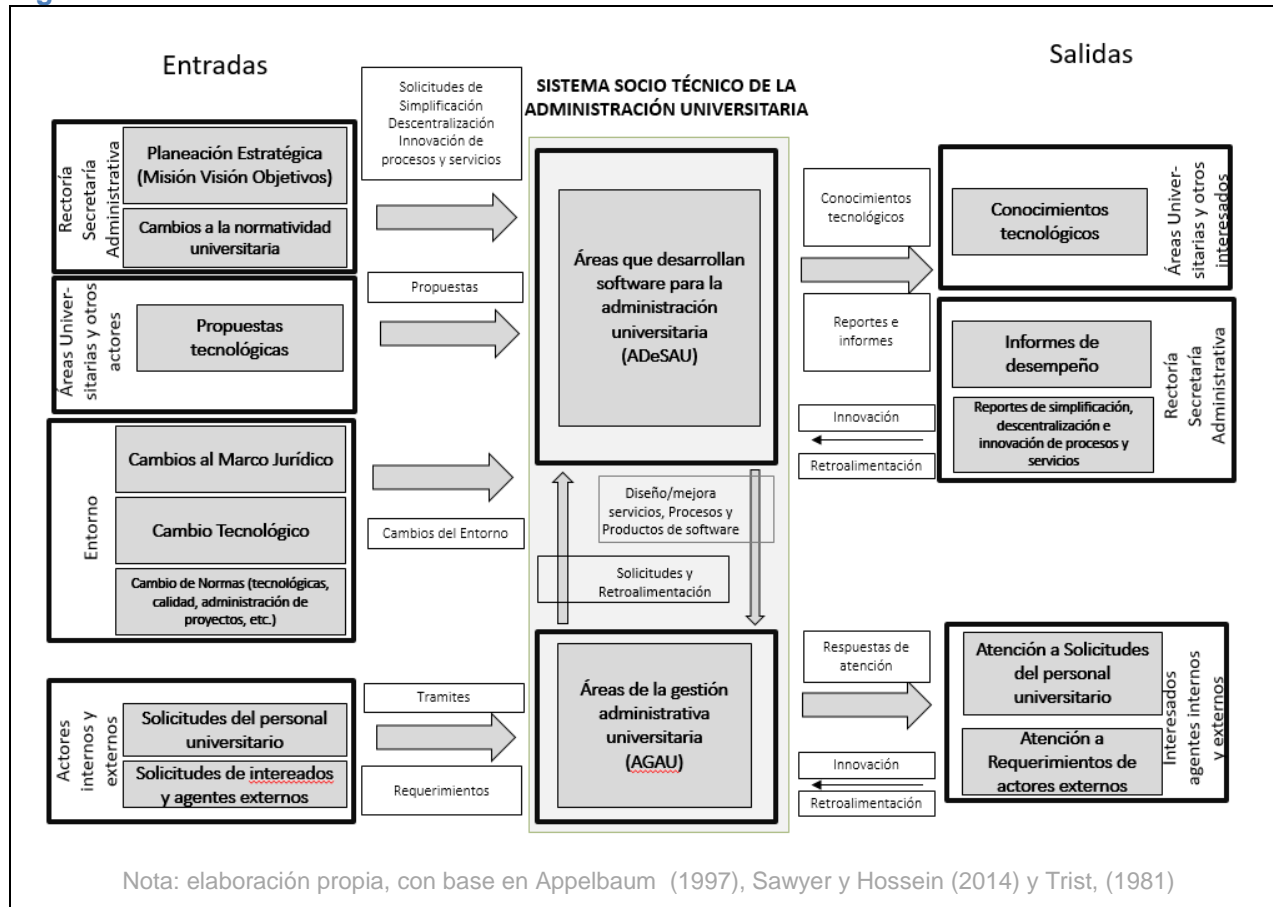 Entradas
Salidas
Solicitudes de
Simplificación
Descentralización
Innovación de
procesos y servicios
SISTEMA SOCIO TÉCNICO DE LA
ADMINISTRACIÓN UNIVERSITARIA
Rectoría
Secretaría
Administrativa
Planeación Estratégica
(Misión Visión Objetivos)
Cambios a la normatividad
universitaria
Áreas Univer-
sitarias y otros
actores
Propuestas
tecnológicas
Propuestas
Entorno
Cambios al Marco Jurídico
Cambio Tecnológico
Cambio de Normas (tecnológicas,
calidad, administración de
proyectos, etc.)
Cambios del Entorno
Actores
internos y
externos
Solicitudes del personal
universitario
Solicitudes de intereados
y agentes externos
Tramites
Requerimientos
Áreas que desarrollan
software para la
administración
universitaria
(ADeSAU)
Diseño/mejora
servicios, Procesos y
Productos de software
Solicitudes y
Retroalimentación
Áreas de la gestión
administrativa
universitaria
(AGAU)
Conocimientos
tecnológicos
Conocimientos
tecnológicos
Áreas Univer-
sitarias y otros
interesados
Reportes e
informes
Informes de
desempeño
Reportes de simplificación,
descentralización e
innovación de procesos y
servicios
Rectoría
Secretaría
Administrativa
Innovación
Retroalimentación
Respuestas de
atención
Atención a Solicitudes
del personal
universitario
Atención a
Requerimientos de
actores externos
Interesados
agentes internos
y externos
Innovación
Retroalimentación
Nota: elaboración propia, con base en Appelbaum (1997), Sawyer y Hossein (2014) y Trist, (1981)